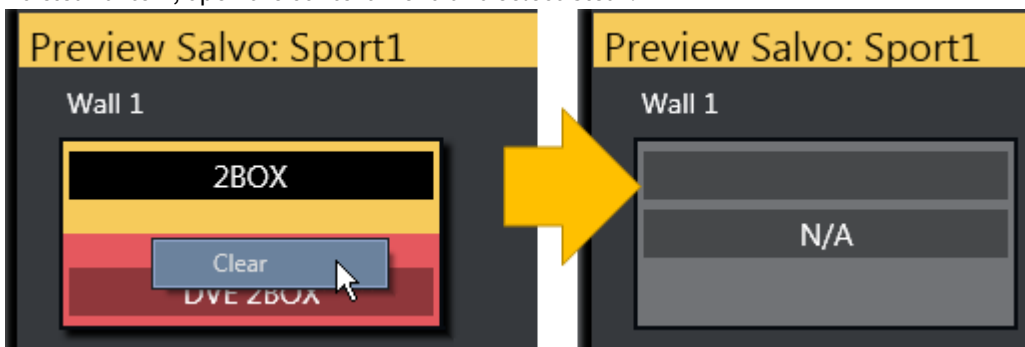 Preview Salvo: Sport1
Wall 1
2BOX
Clear
DVE 2BOX
Preview Salvo: Sport1
Wall 1
N/A